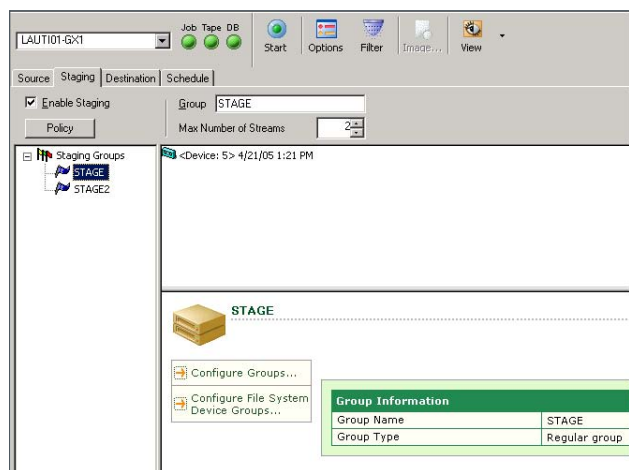 Job Tape DB
LAUTI01-GX1
Start
Options
Filter
Image...
View
Source
Staging
Destination
Schedule
Enable Staging
Group
STAGE
Policy
Max Number of Streams
2
Staging Groups
STAGE
STAGE2
<Device: 5> 4/21/05 1:21 PM
STAGE
Configure Groups...
Configure File System
Device Groups...
Group Information
Group Name
STAGE
Group Type
Regular group